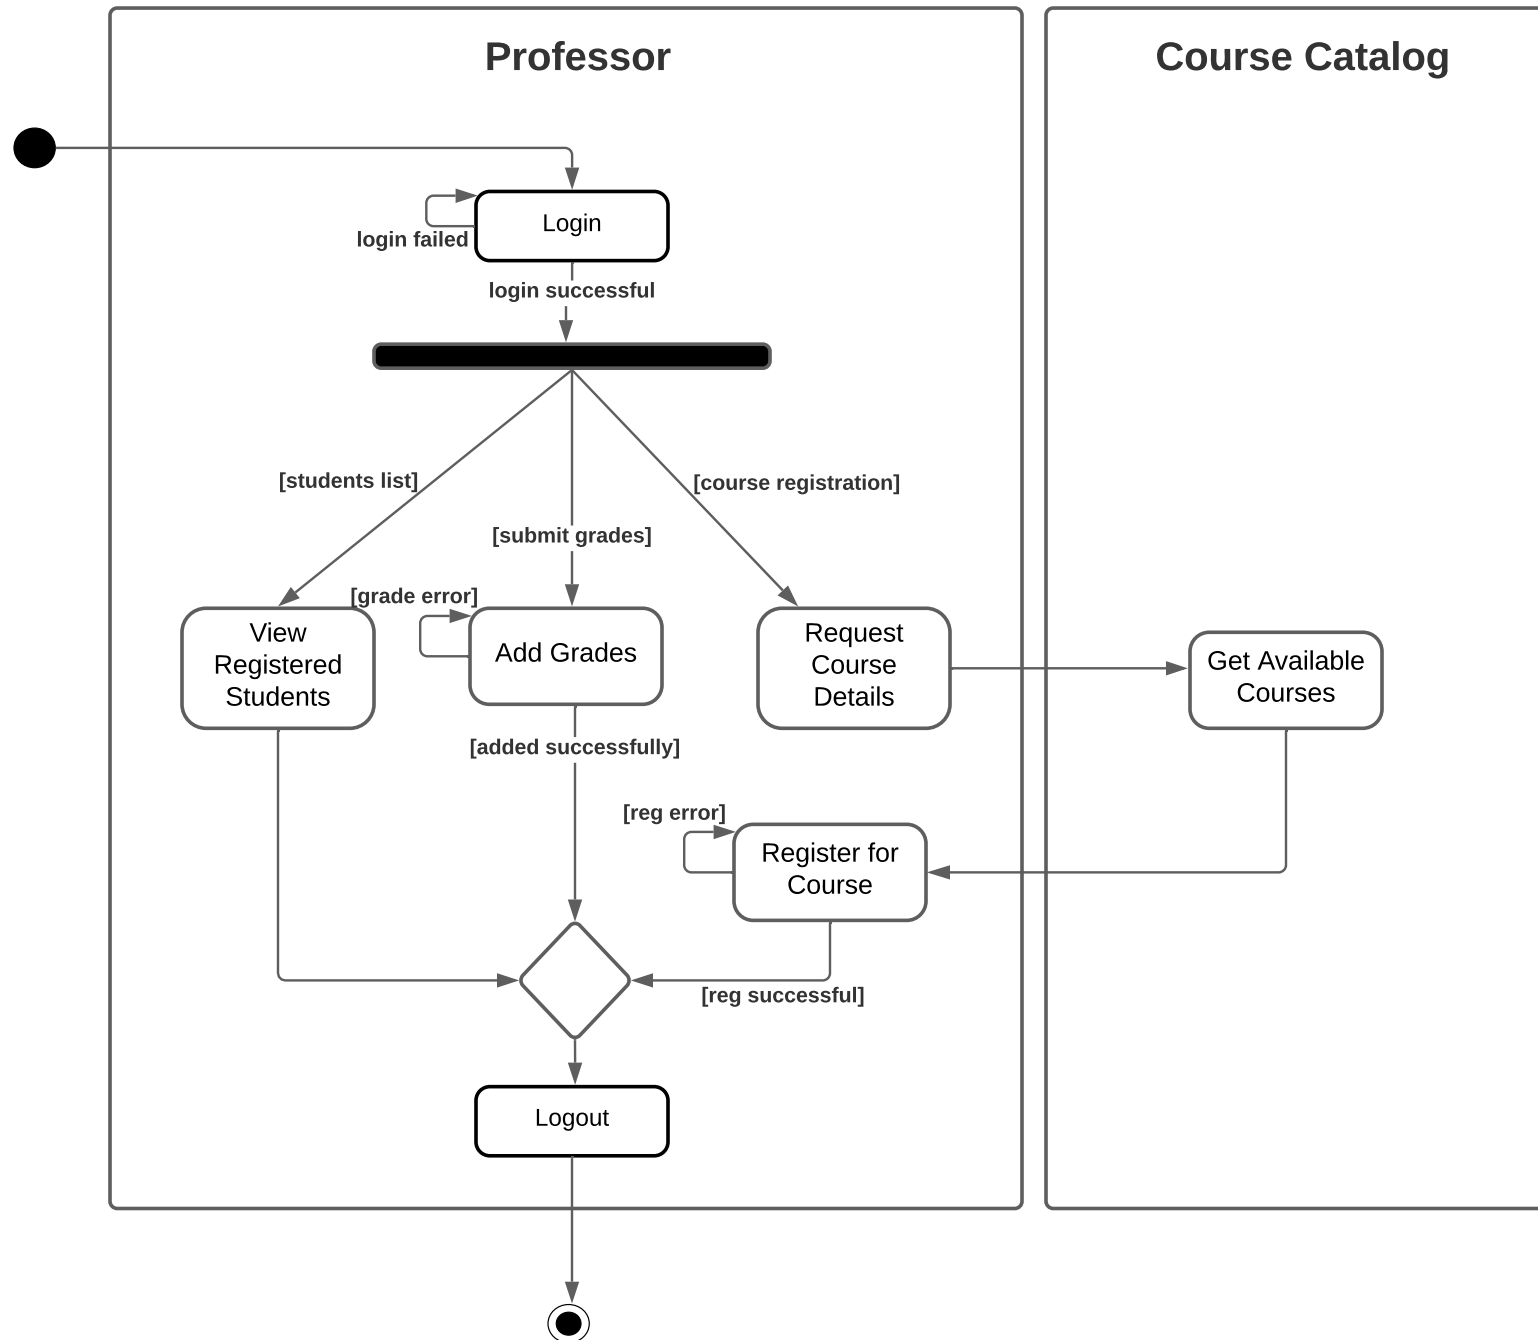 Professor
Course Catalog
Login
login failed
login successful
[students list]
[course registration]
[submit grades]
[grade error]
View
Registered
Students
Add Grades
Request
Course
Details
Get Available
Courses
[added successfully]
[reg error]
Register for
Course
[reg successful]
Logout